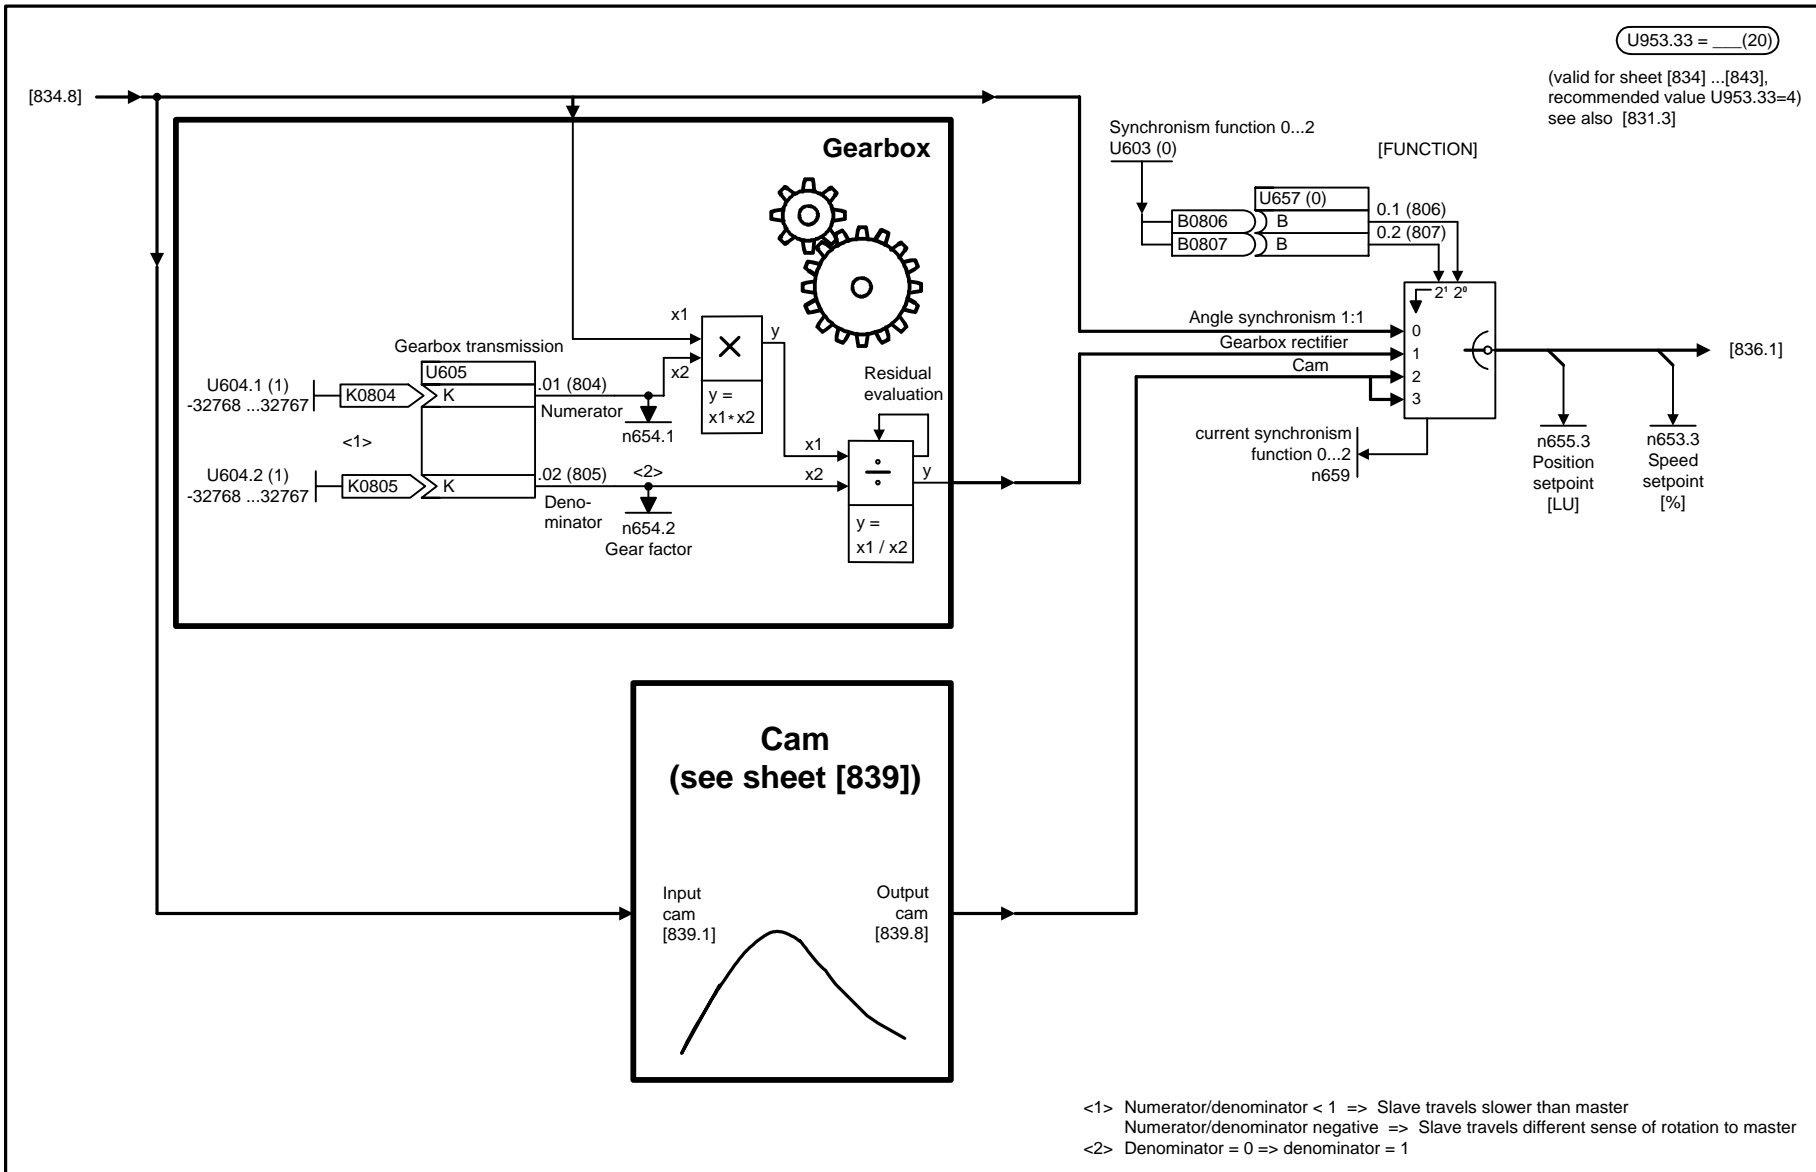 U953.33 = ___(20)
(valid for sheet [834] ...[843],
recommended value U953.33=4)
see also [831.3]
[834.8]
Gearbox
Synchronism function 0...2
U603 (0)
[FUNCTION]
U657 (0)
B0806
B
0.1 (806)
B0807
B
0.2 (807)
2¹ 2⁰
Angle synchronism 1:1
0
Gearbox rectifier
1
Cam
2
3
[836.1]
current synchronism
function 0...2
n659
n655.3
Position
setpoint
[LU]
n653.3
Speed
setpoint
[%]
Gearbox transmission
U605
U604.1 (1)
-32768 ...32767
K0804
K
.01 (804)
Numerator
n654.1
<1>
U604.2 (1)
-32768 ...32767
K0805
K
.02 (805)
<2>
Deno-
minator
n654.2
Gear factor
x1
x2
y
y =
x1*x2
Residual
evaluation
x1
x2
y
y =
x1 / x2
Cam
(see sheet [839])
Input
cam
[839.1]
Output
cam
[839.8]
<1> Numerator/denominator < 1 => Slave travels slower than master
Numerator/denominator negative => Slave travels different sense of rotation to master
<2> Denominator = 0 => denominator = 1